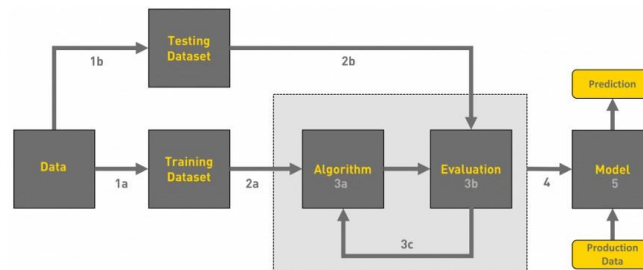 Testing
Dataset
1b
2b
Prediction
Data
1a
Training
Dataset
2a
Algorithm
3a
Evaluation
3b
4
Model
5
3c
Production
Data